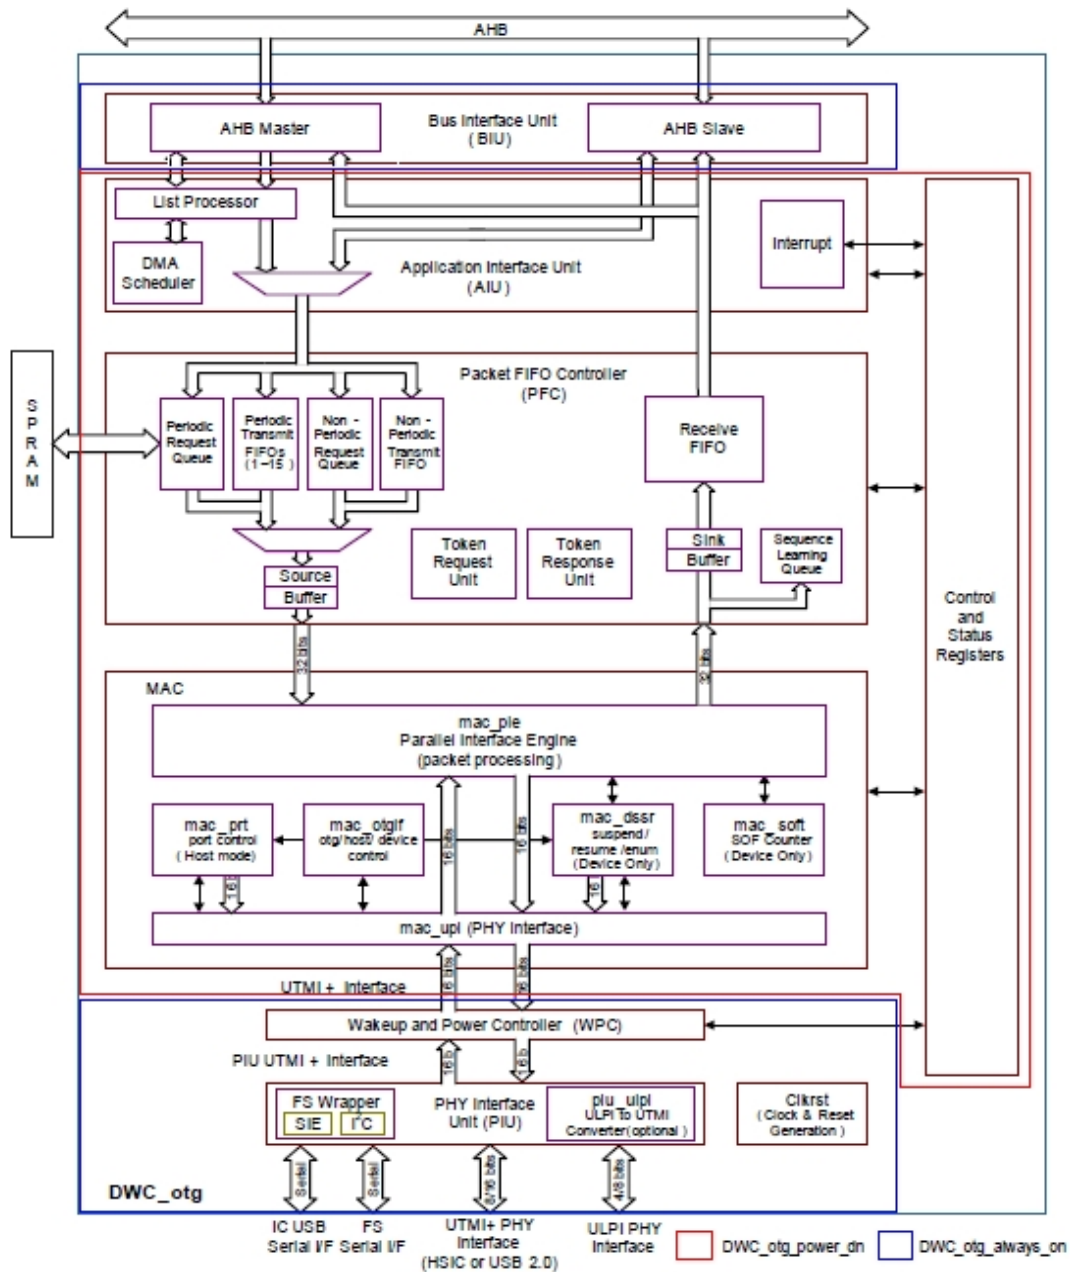 AHB
AHB Master
Bus Interface Unit
( BIU)
AHB Slave
List Processor
DMA
Scheduler
Application Interface Unit
(AIU)
Interrupt
S
P
R
A
M
Packet FIFO Controller
(PFC)
Periodic
Request
Queue
Periodic
Transmit
FIFOs
( 1 -15 )
Non -
Periodic
Request
Queue
Non -
Periodic
Transmit
FIFO
Receive
FIFO
Token
Request
Unit
Token
Response
Unit
Sink
Buffer
Sequence
Learning
Queue
Source
Buffer
Control
and
Status
Registers
32 bits
32 bits
MAC
mac_pie
Parallel Interface Engine
(packet processing)
mac_prt
port control
( Host mode)
mac_otgif
otg/host/ device
control
16 bits
16 bits
mac_dssr
suspend /
resume /enum
(Device Only)
mac_soft
SOF Counter
( Device Only)
16
16
mac_upi (PHY Interface)
16 bits
16 bits
UTMI + Interface
Wakeup and Power Controller (WPC)
PIU UTMI + Interface
16 b
16 b
FS Wrapper
SIE
I²C
PHY Interface
Unit (PIU)
piu_ulpi
ULPI To UTMI
Converter(optional )
Clkrst
( Clock & Reset
Generation )
Serial
Serial
8/16 bits
4/8 bits
DWC_otg
IC USB
Serial I/F
FS
Serial I/F
UTMI+ PHY
Interface
(HSIC or USB 2.0)
ULPI PHY
Interface
DWC_otg_power_dn
DWC_otg_always_on